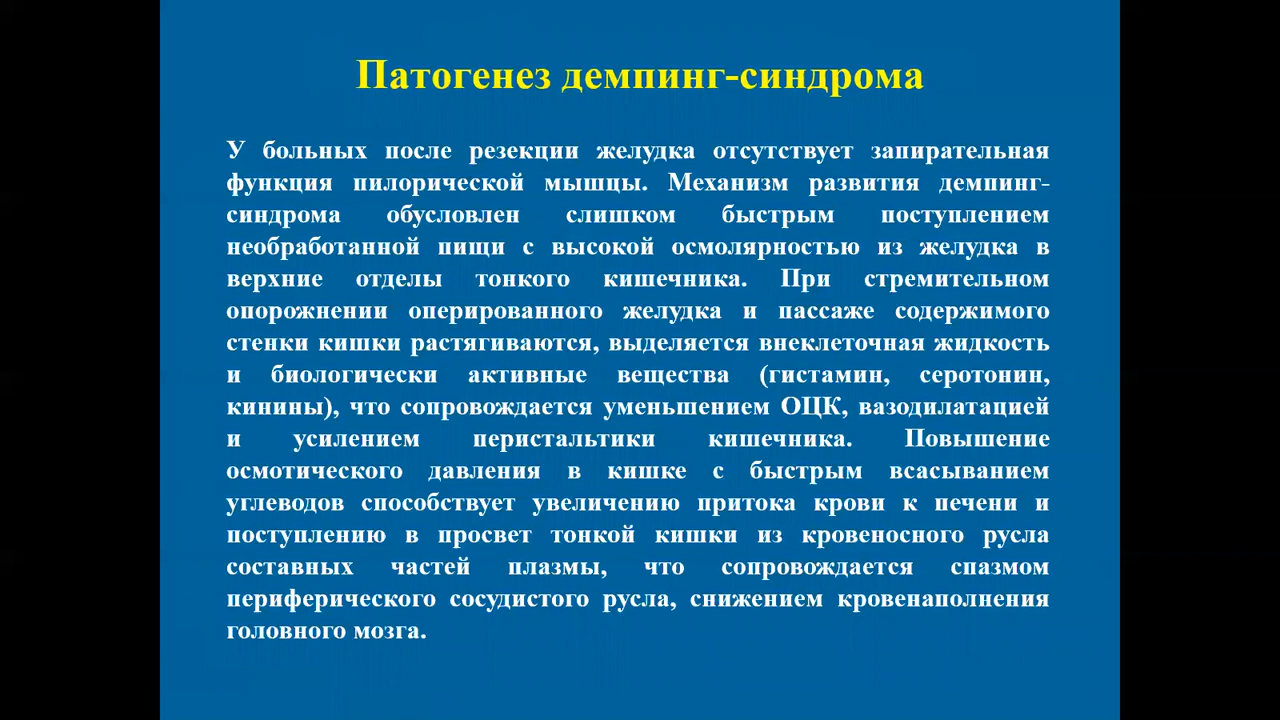 Патогенез демпинг-синдрома
У больных после резекции желудка отсутствует запирательная
функция пилорической мышцы. Механизм развития демпинг-
синдрома обусловлен слишком быстрым поступлением
необработанной пищи с высокой осмолярностью из желудка в
верхние отделы тонкого кишечника. При стремительном
опорожнении оперированного желудка и пассаже содержимого
стенки кишки растягиваются, выделяется внеклеточная жидкость
и биологически активные вещества (гистамин, серотонин,
кинины), что сопровождается уменьшением ОЦК, вазодилатацией
и усилением перистальтики кишечника. Повышение
осмотического давления в кишке с быстрым всасыванием
углеводов способствует увеличению притока крови к печени и
поступлению в просвет тонкой кишки из кровеносного русла
составных частей плазмы, что сопровождается спазмом
периферического сосудистого русла, снижением кровенаполнения
головного мозга.